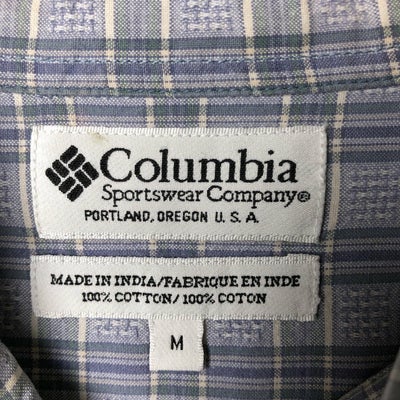 Columbia
Sportswear Company®
PORTLAND, OREGON U.S.A.
MADE IN INDIA/FABRIQUE EN INDE
100% COTTON/100% COTON
M